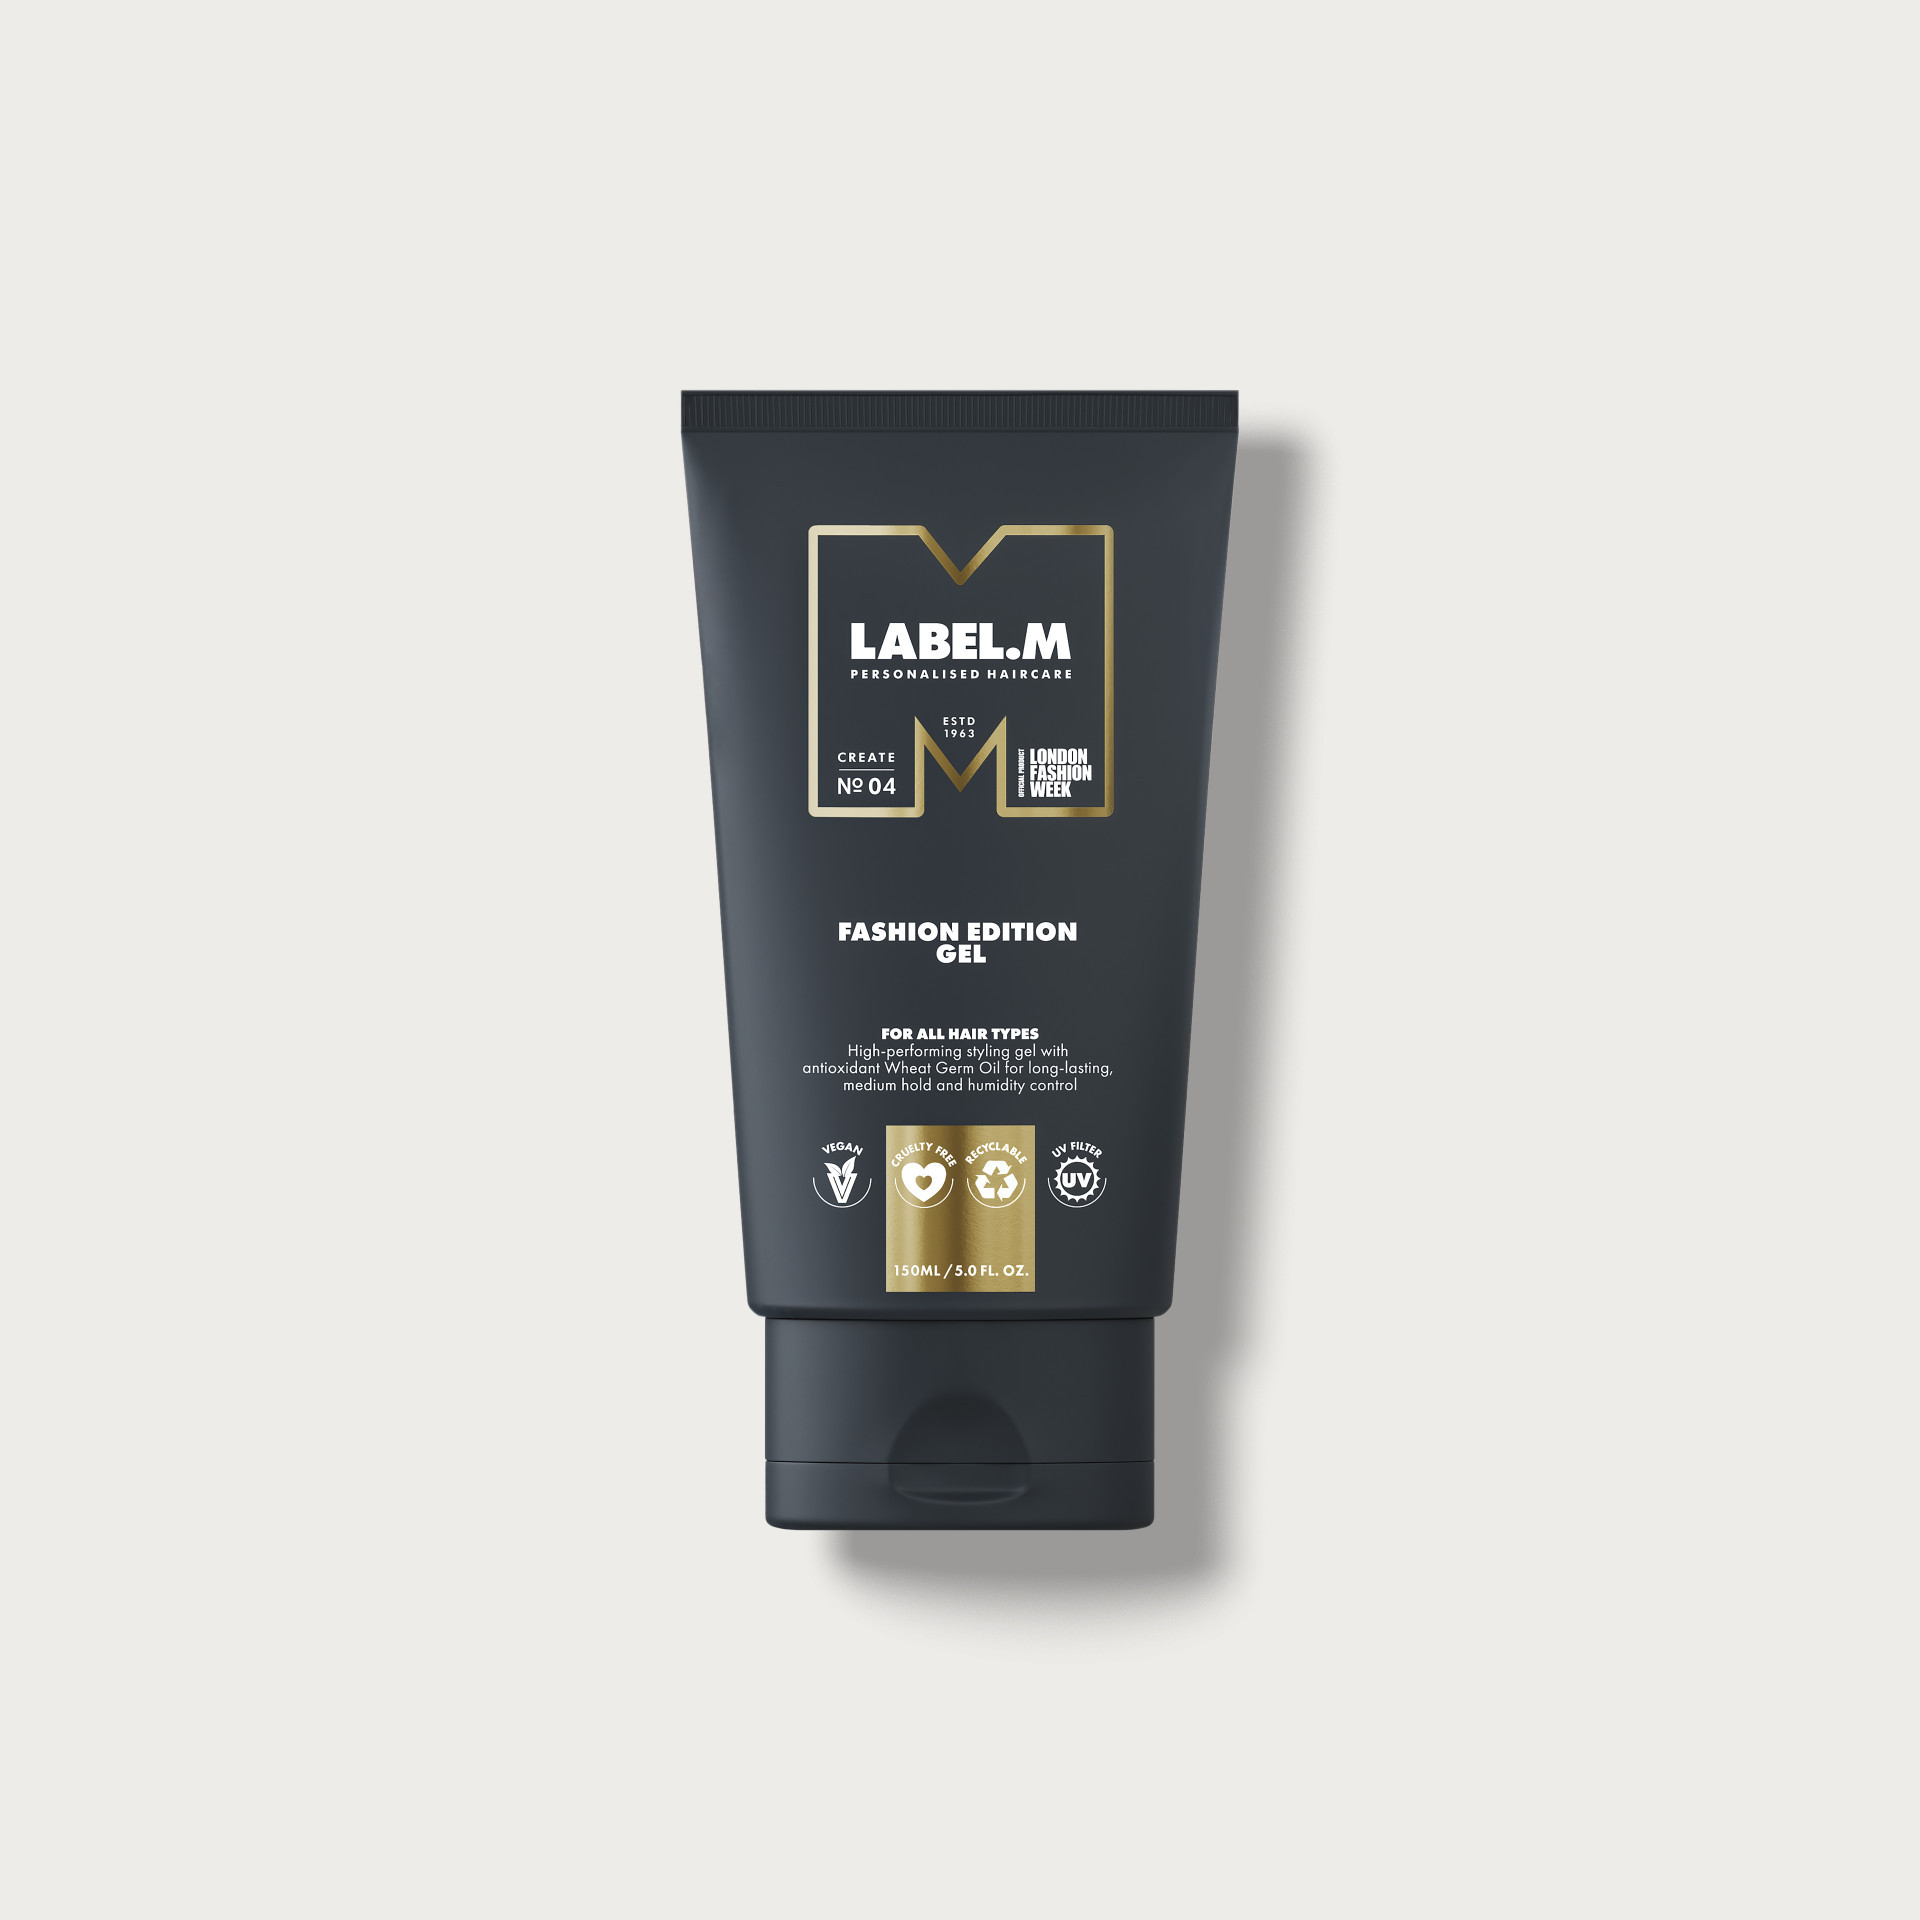 LABEL.M
PERSONALISED HAIRCARE
ESTD
1963
CREATE
Nº 04
OFFICIAL PRODUCT
LONDON
FASHION
WEEK
FASHION EDITION
GEL
FOR ALL HAIR TYPES
High-performing styling gel with
antioxidant Wheat Germ Oil for long-lasting,
medium hold and humidity control
VEGAN
CRUELTY FREE
RECYCLABLE
UV FILTER
UV
150ML / 5.0 FL. OZ.